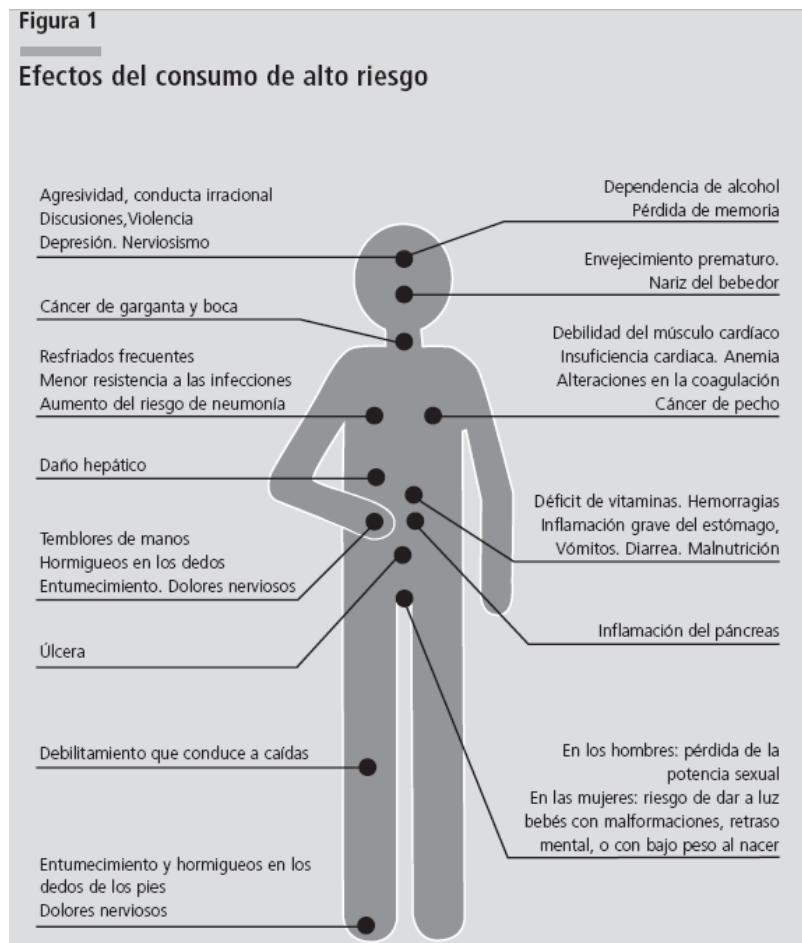 Figura 1
Efectos del consumo de alto riesgo
Agresividad, conducta irracional
Discusiones,Violencia
Depresión. Nerviosismo
Dependencia de alcohol
Pérdida de memoria
Envejecimiento prematuro.
Nariz del bebedor
Cáncer de garganta y boca
Debilidad del músculo cardíaco
Insuficiencia cardiaca. Anemia
Alteraciones en la coagulación
Cáncer de pecho
Resfriados frecuentes
Menor resistencia a las infecciones
Aumento del riesgo de neumonía
Daño hepático
Déficit de vitaminas. Hemorragias
Inflamación grave del estómago,
Vómitos. Diarrea. Malnutrición
Temblores de manos
Hormigueos en los dedos
Entumecimiento. Dolores nerviosos
Inflamación del páncreas
Úlcera
Debilitamiento que conduce a caídas
En los hombres: pérdida de la
potencia sexual
En las mujeres: riesgo de dar a luz
bebés con malformaciones, retraso
mental, o con bajo peso al nacer
Entumecimiento y hormigueos en los
dedos de los pies
Dolores nerviosos